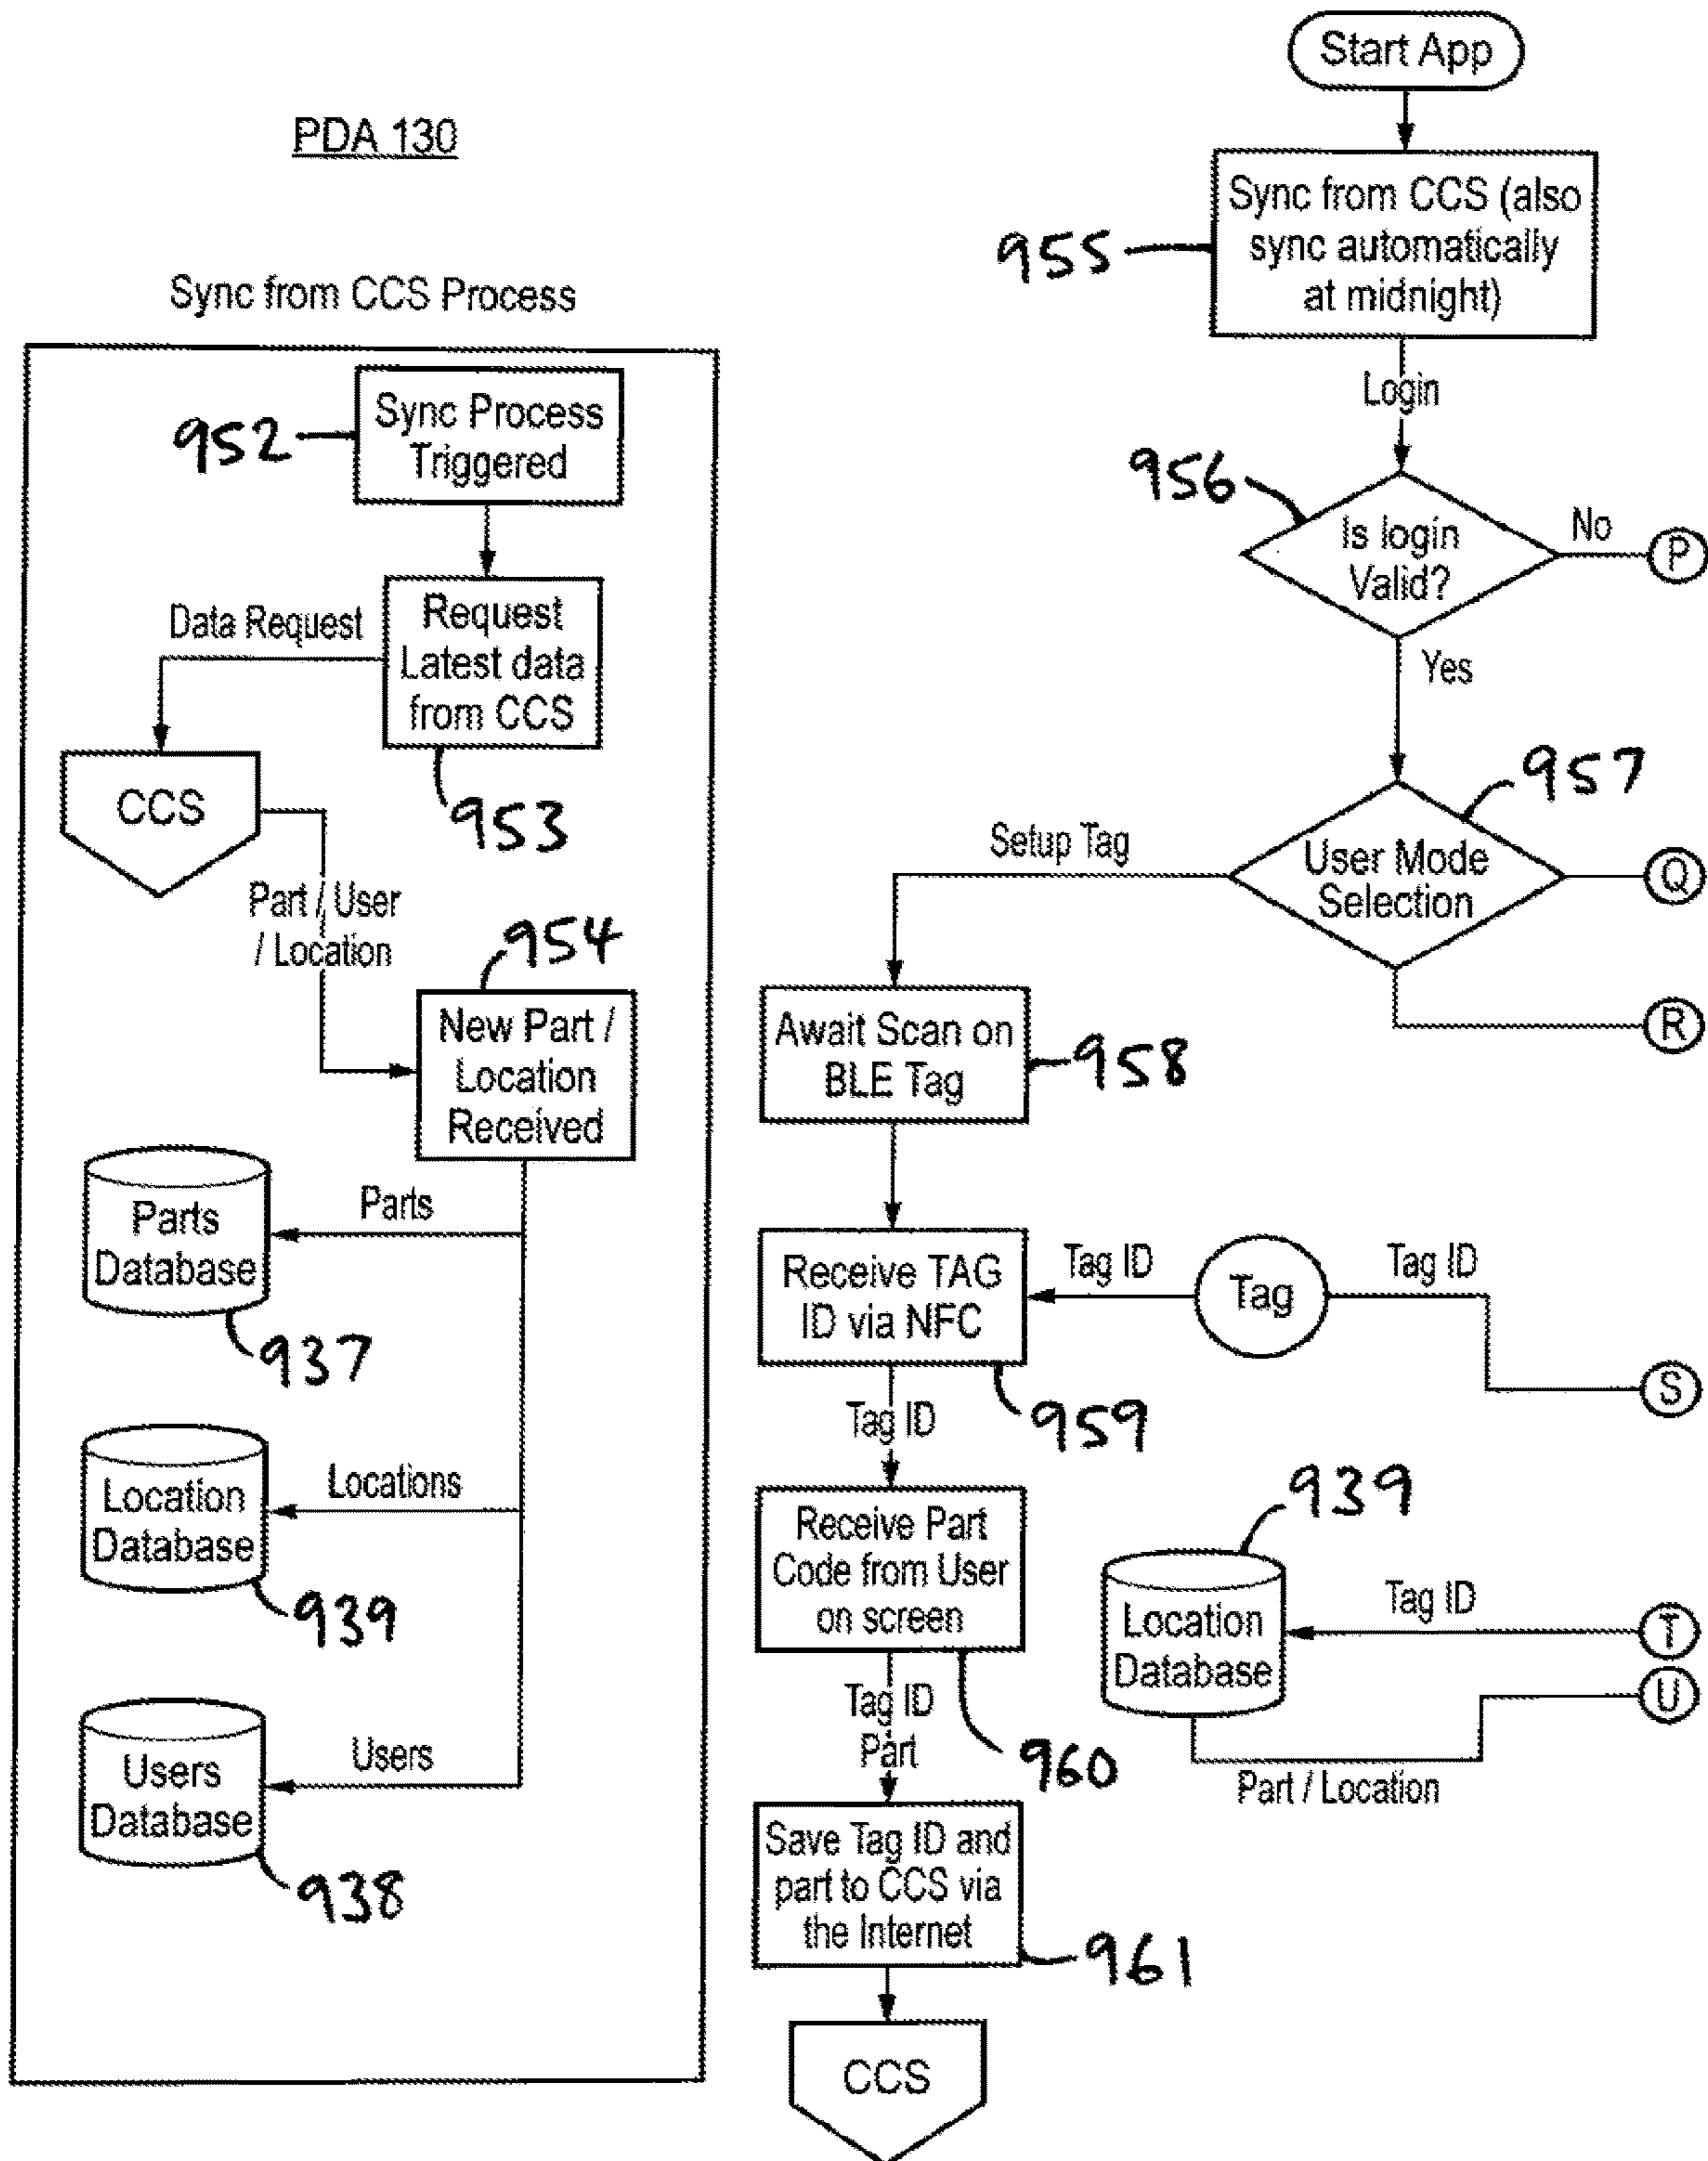 PDA 130
Sync from CCS Process
952
Sync Process
Triggered
Data Request
Request
Latest data
from CCS
953
CCS
Part / User
/ Location
954
New Part /
Location
Received
Parts
Parts
Database
937
Locations
Location
Database
939
Users
Users
Database
938
Start App
955
Sync from CCS (also
sync automatically
at midnight)
Login
956
Is login
Valid?
No
P
Yes
957
User Mode
Selection
Q
R
Setup Tag
Await Scan on
BLE Tag
958
Receive TAG
ID via NFC
959
Tag ID
Tag
Tag ID
S
Tag ID
Receive Part
Code from User
on screen
960
939
Location
Database
Tag ID
T
U
Part / Location
Tag ID
Part
Save Tag ID and
part to CCS via
the Internet
961
CCS